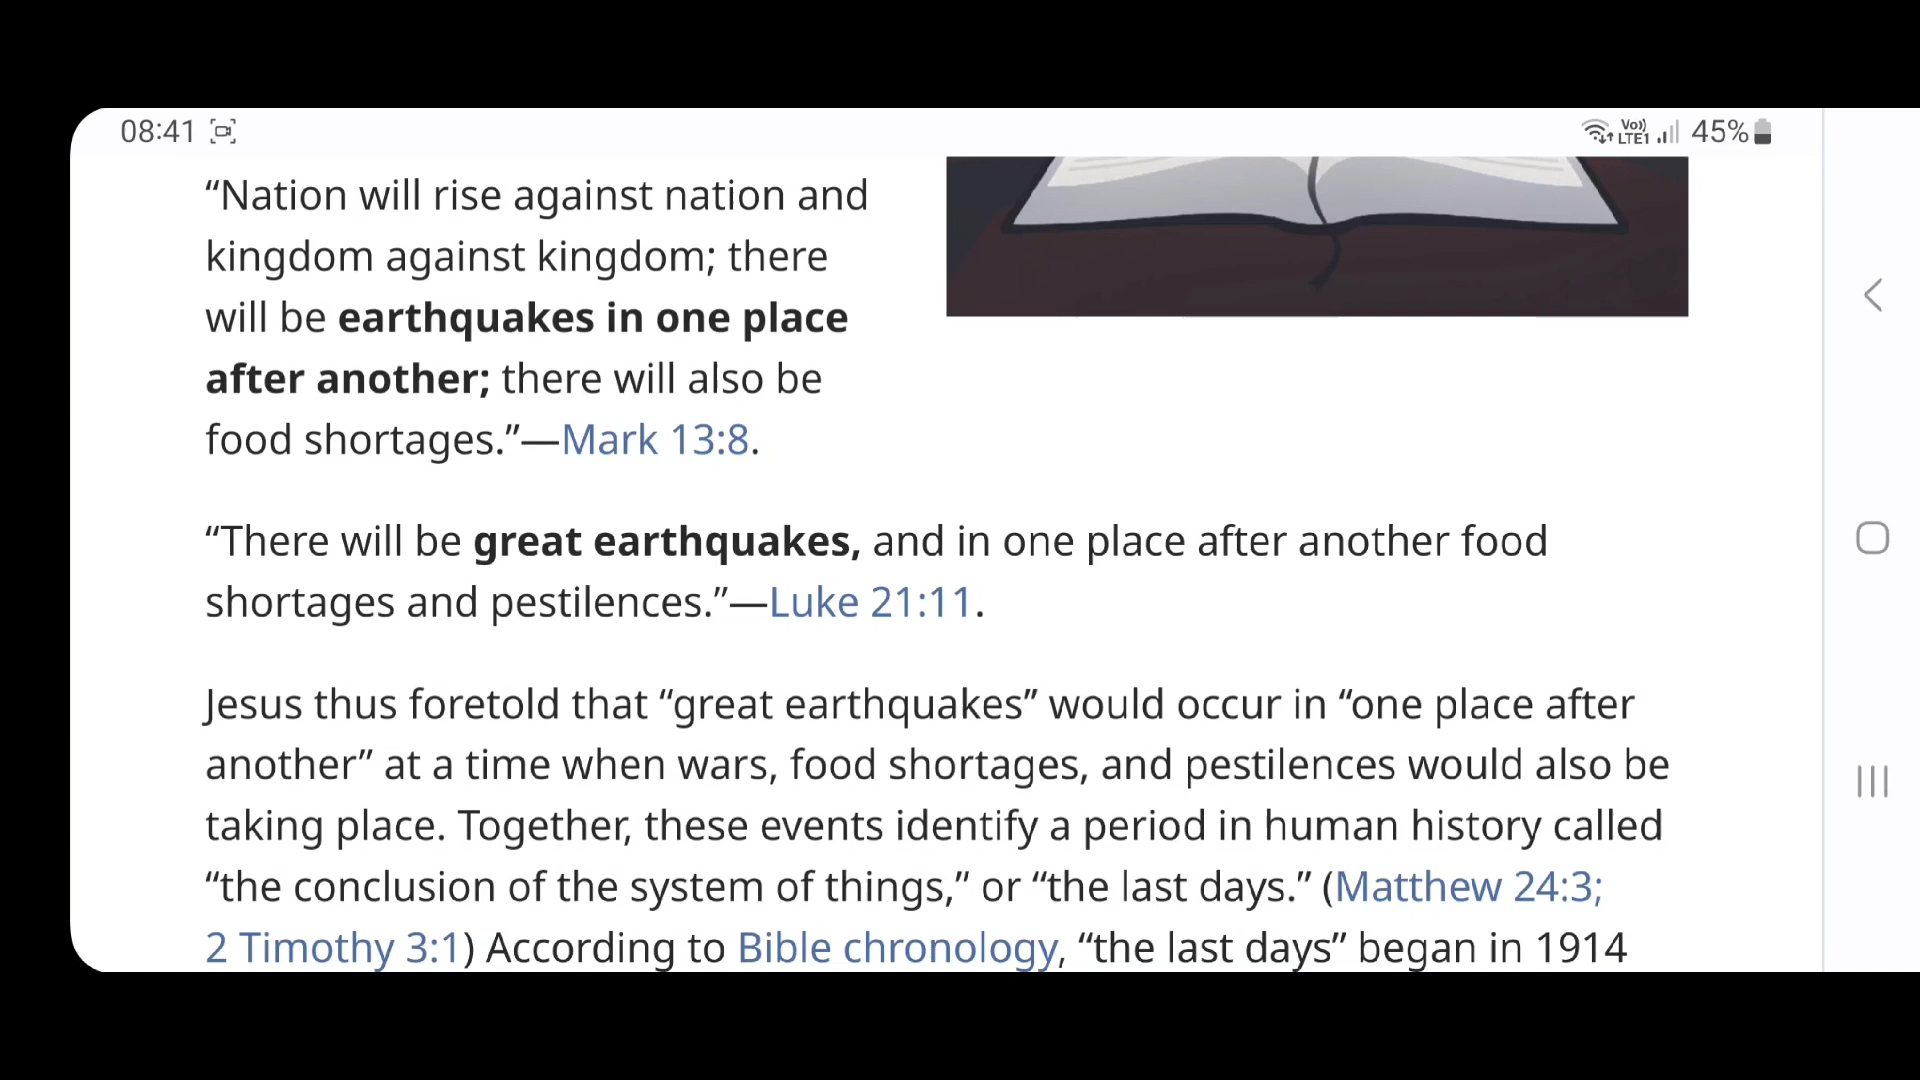 08:41
Vo)) LTE1 45%
“Nation will rise against nation and
kingdom against kingdom; there
will be earthquakes in one place
after another; there will also be
food shortages.”—Mark 13:8.
“There will be great earthquakes, and in one place after another food
shortages and pestilences.”—Luke 21:11.
Jesus thus foretold that “great earthquakes” would occur in “one place after
another” at a time when wars, food shortages, and pestilences would also be
taking place. Together, these events identify a period in human history called
“the conclusion of the system of things,” or “the last days.” (Matthew 24:3;
2 Timothy 3:1) According to Bible chronology, “the last days” began in 1914